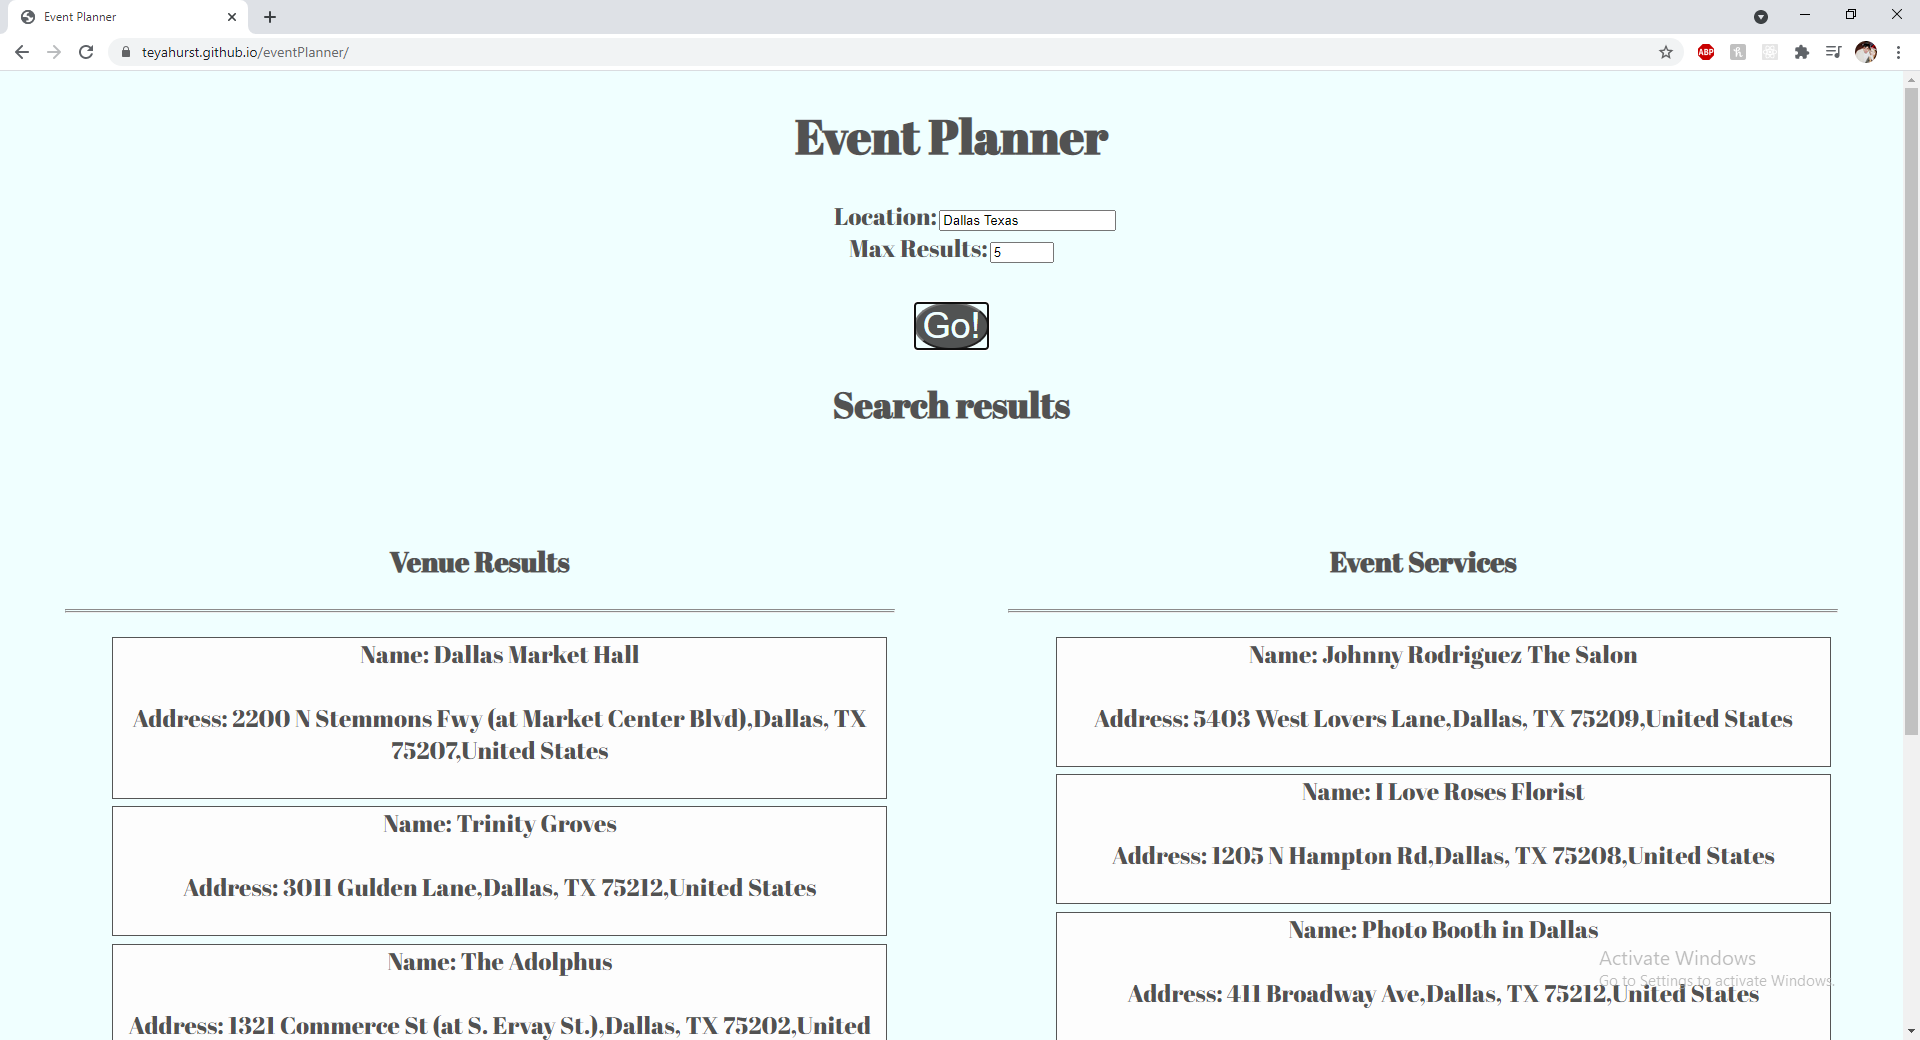 Event Planner
teyahurst.github.io/eventPlanner/
ABP
Event Planner
Location: Dallas Texas
Max Results: 5
Go!
Search results
Venue Results
Name: Dallas Market Hall
Address: 2200 N Stemmons Fwy (at Market Center Blvd),Dallas, TX
75207,United States
Name: Trinity Groves
Address: 3011 Gulden Lane,Dallas, TX 75212,United States
Name: The Adolphus
Address: 1321 Commerce St (at S. Ervay St.),Dallas, TX 75202,United
Event Services
Name: Johnny Rodriguez The Salon
Address: 5403 West Lovers Lane,Dallas, TX 75209,United States
Name: I Love Roses Florist
Address: 1205 N Hampton Rd,Dallas, TX 75208,United States
Name: Photo Booth in Dallas
Address: 411 Broadway Ave,Dallas, TX 75212,United States
Activate Windows
Go to Settings to activate Windows.